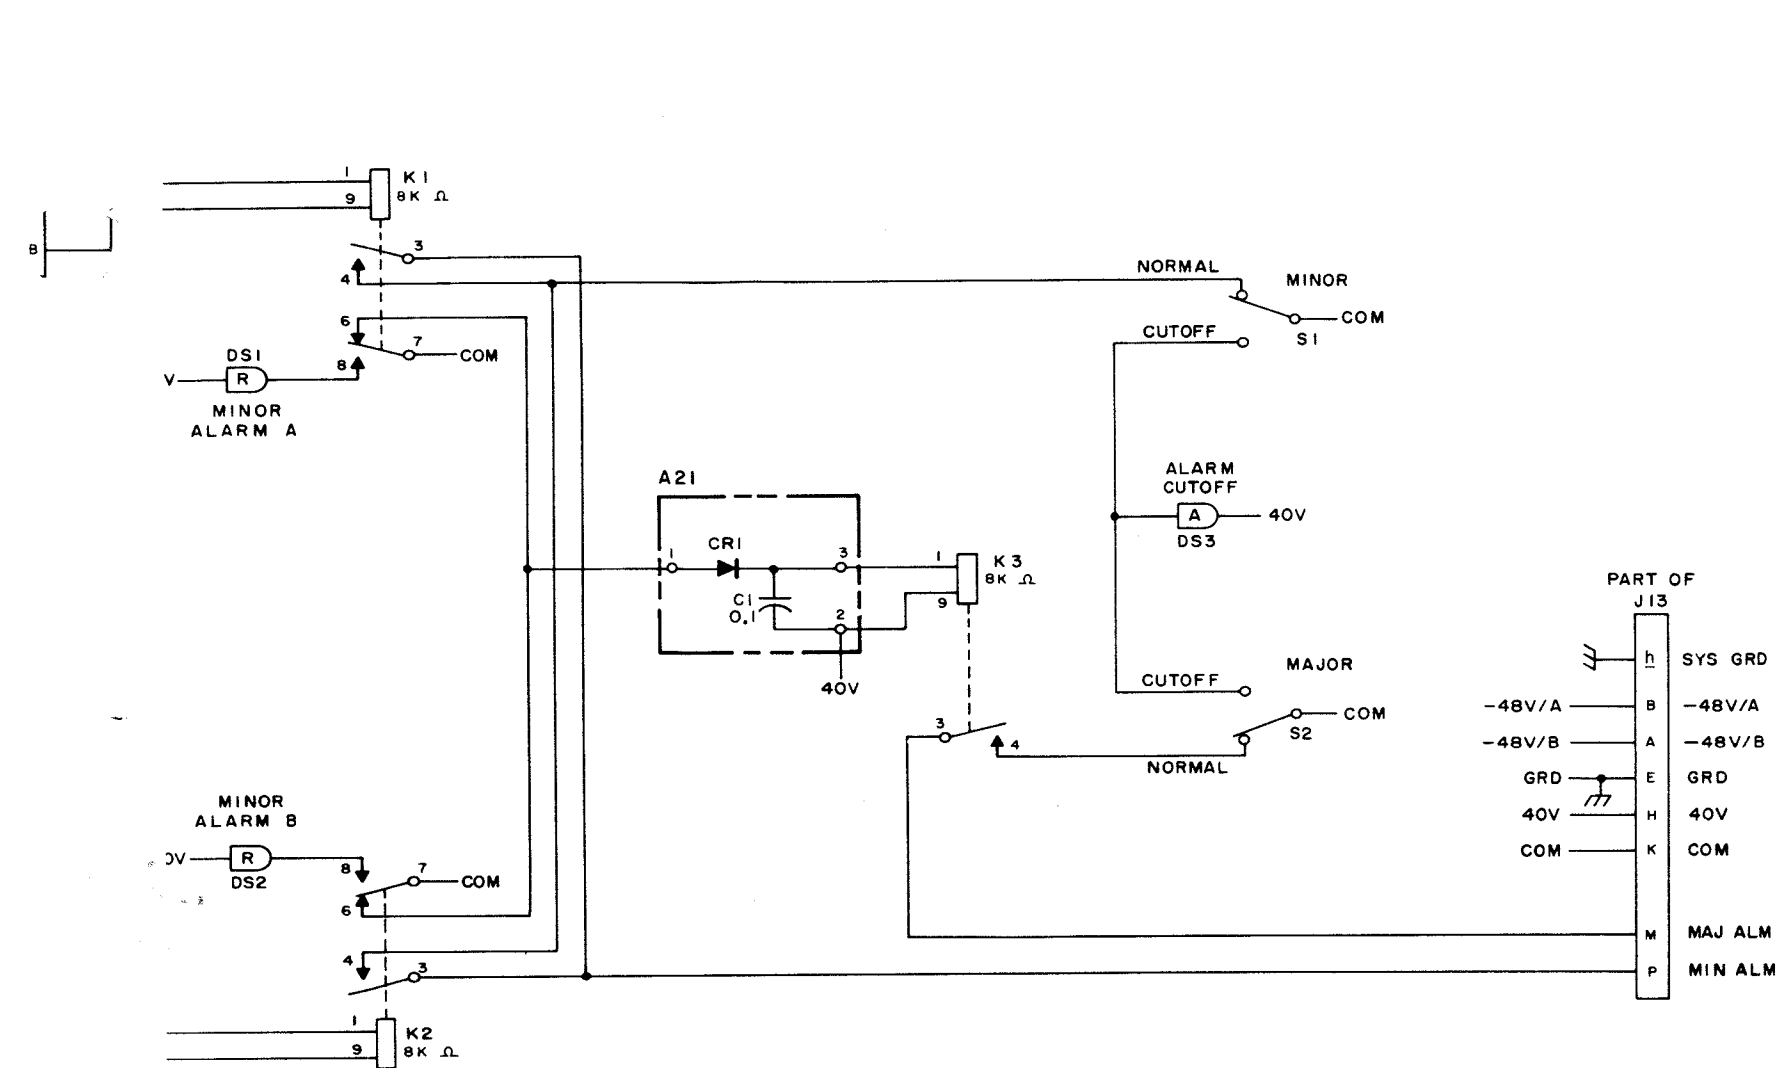 1
K1
9
8K Ω
B
3
4
NORMAL
MINOR
COM
S1
6
7
COM
CUTOFF
DS1
8
V
R
MINOR
ALARM A
A21
ALARM
CUTOFF
A
40V
DS3
CR1
1
3
1
K3
8K Ω
C1
0.1
2
9
40V
PART OF
J13
h
SYS GRD
MAJOR
CUTOFF
-48V/A
B
-48V/A
COM
S2
3
4
-48V/B
A
-48V/B
NORMAL
GRD
E
GRD
MINOR
ALARM B
40V
H
40V
COM
K
COM
0V
R
8
7
DS2
COM
6
M
MAJ ALM
4
3
P
MIN ALM
1
K2
9
8K Ω